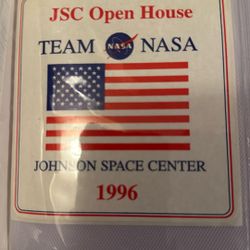 JSC Open House
TEAM NASA NASA
JOHNSON SPACE CENTER
1996